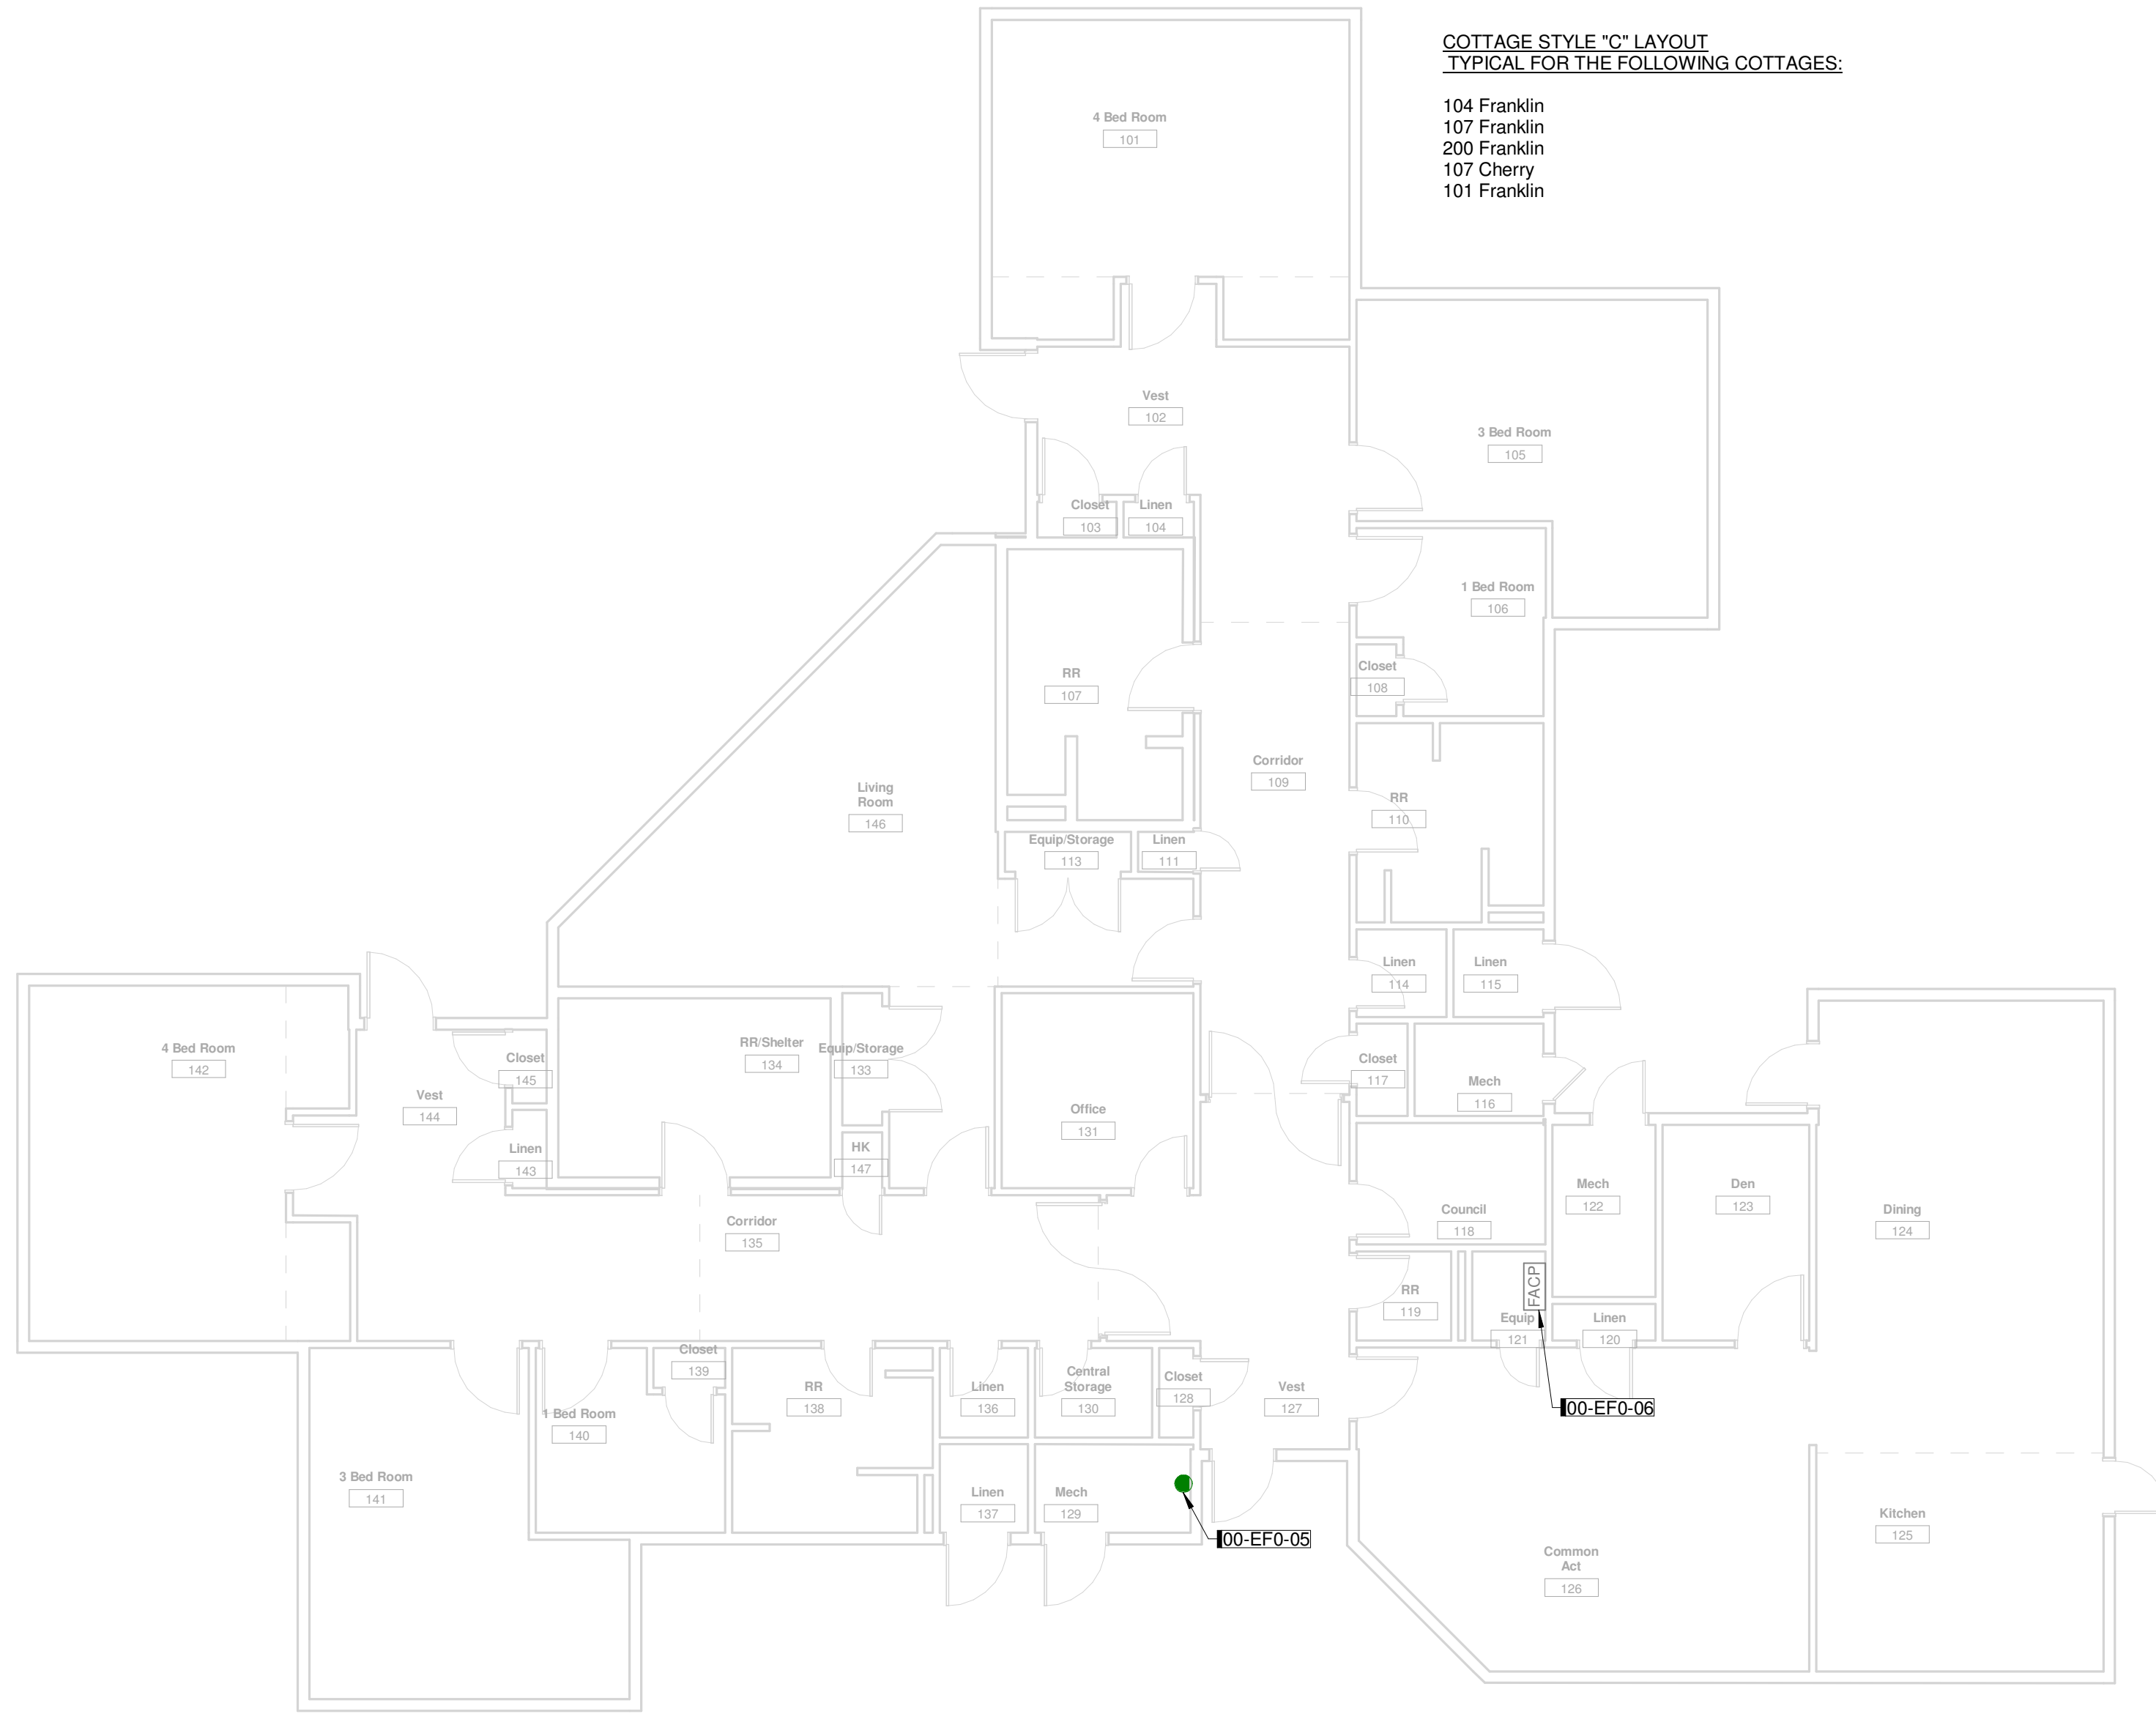 COTTAGE STYLE "C" LAYOUT
TYPICAL FOR THE FOLLOWING COTTAGES:
104 Franklin
107 Franklin
200 Franklin
107 Cherry
101 Franklin
4 Bed Room
101
Vest
102
3 Bed Room
105
Closet
103
Linen
104
1 Bed Room
106
RR
107
Closet
108
Corridor
109
Living
Room
146
RR
110
Equip/Storage
113
Linen
111
Linen
114
Linen
115
4 Bed Room
142
Closet
145
RR/Shelter
134
Equip/Storage
133
Closet
117
Mech
116
Vest
144
Office
131
Linen
143
HK
147
Council
118
Mech
122
Den
123
Dining
124
Corridor
135
RR
119
FACP
Equip
121
Linen
120
Closet
139
RR
138
Linen
136
Central
Storage
130
Closet
128
Vest
127
00-EF0-06
1 Bed Room
140
3 Bed Room
141
Linen
137
Mech
129
00-EF0-05
Common
Act
126
Kitchen
125